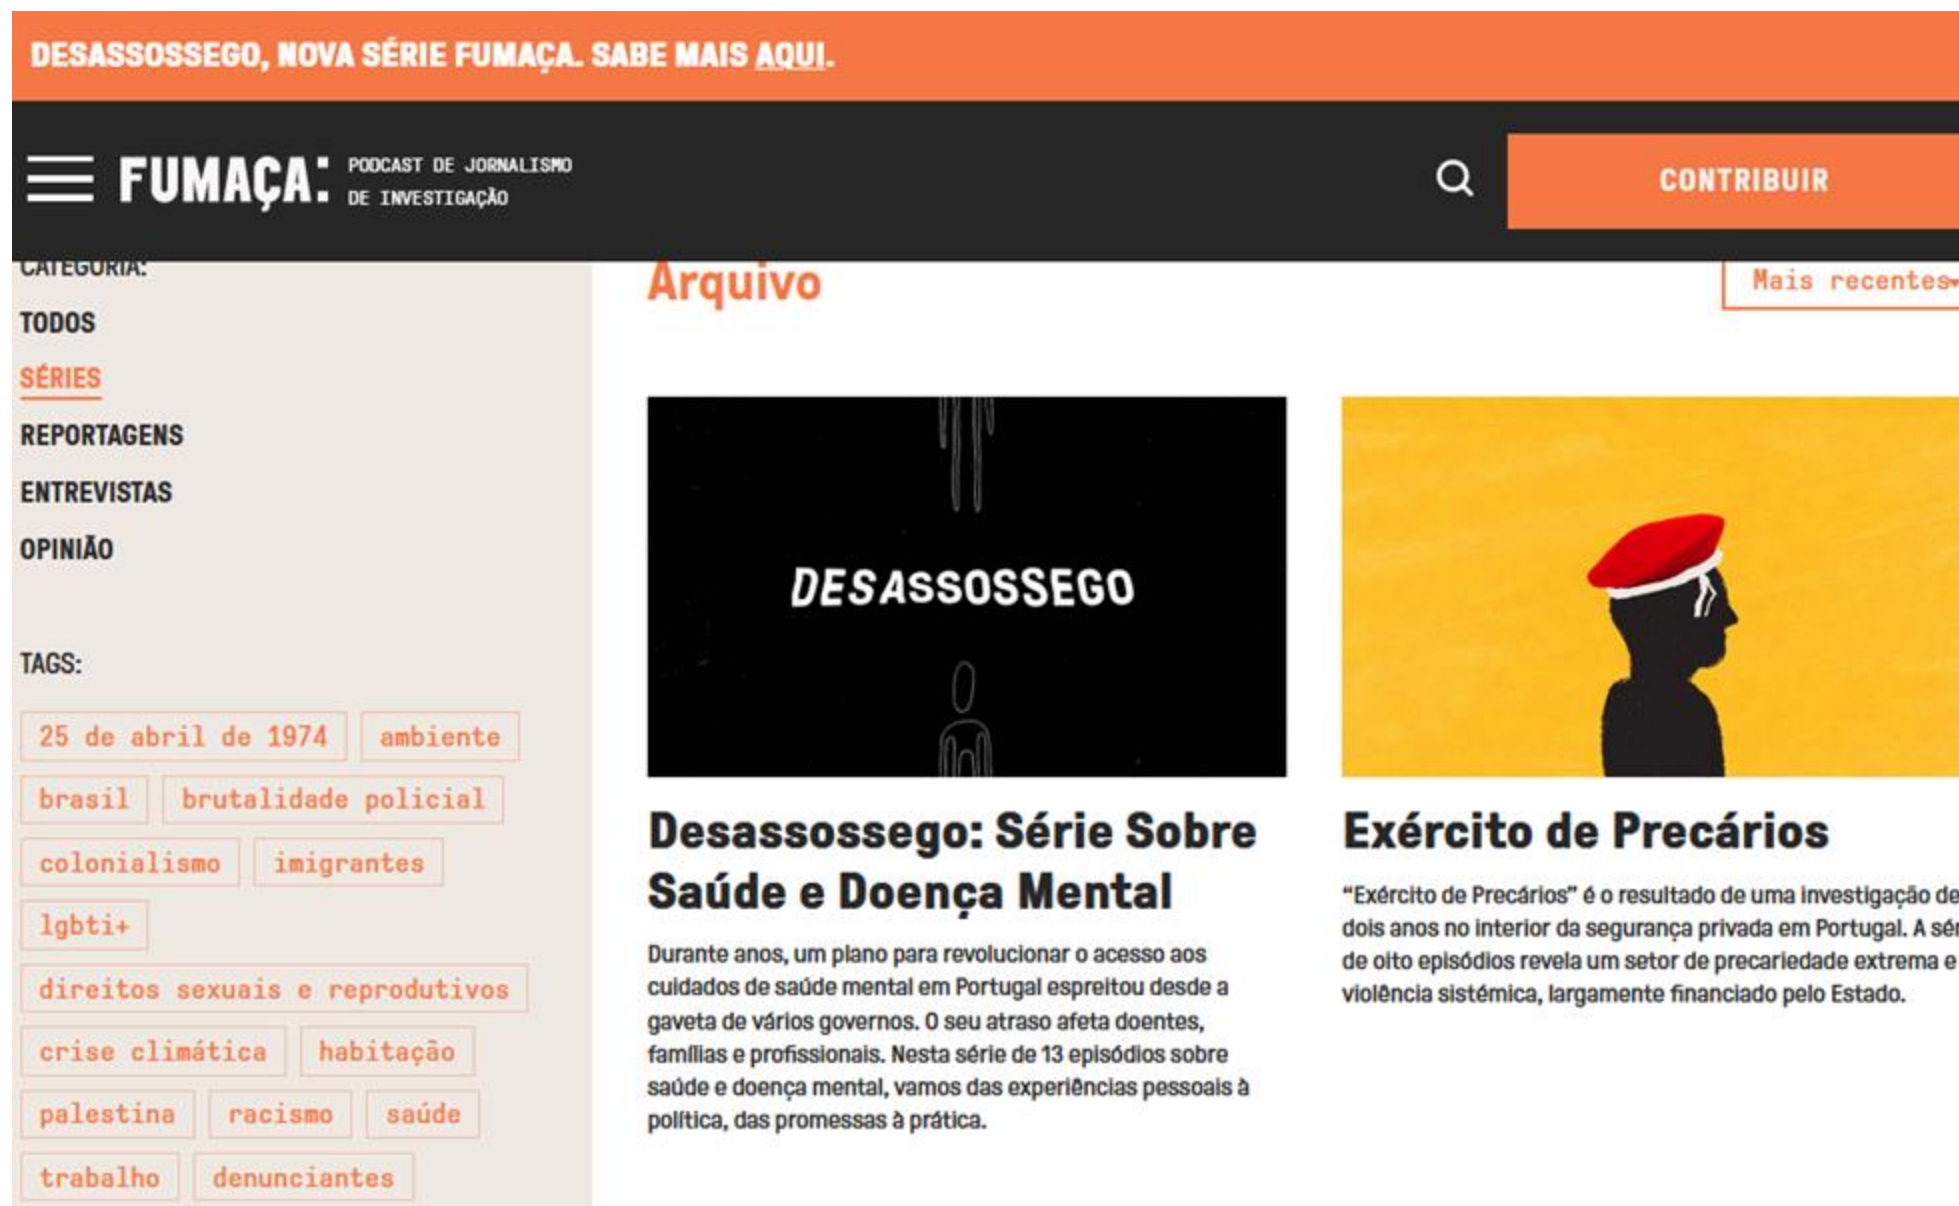 DESASSOSSEGO, NOVA SÉRIE FUMAÇA. SABE MAIS AQUI.
FUMAÇA:
PODCAST DE JORNALISMO
DE INVESTIGAÇÃO
CONTRIBUIR
CATEGORIA:
TODOS
SÉRIES
REPORTAGENS
ENTREVISTAS
OPINIÃO
TAGS:
25 de abril de 1974 ambiente
brasil brutalidade policial
colonialismo imigrantes
lgbti+
direitos sexuais e reprodutivos
crise climática habitação
palestina racismo saúde
trabalho denunciantes
Arquivo
Mais recentes
DESASSOSSEGO
Desassossego: Série Sobre
Saúde e Doença Mental
Durante anos, um plano para revolucionar o acesso aos
cuidados de saúde mental em Portugal espreitou desde a
gaveta de vários governos. O seu atraso afeta doentes,
famílias e profissionais. Nesta série de 13 episódios sobre
saúde e doença mental, vamos das experiências pessoais à
política, das promessas à prática.
Exército de Precários
“Exército de Precários” é o resultado de uma investigação de
dois anos no interior da segurança privada em Portugal. A sér
de oito episódios revela um setor de precariedade extrema e
violência sistémica, largamente financiado pelo Estado.